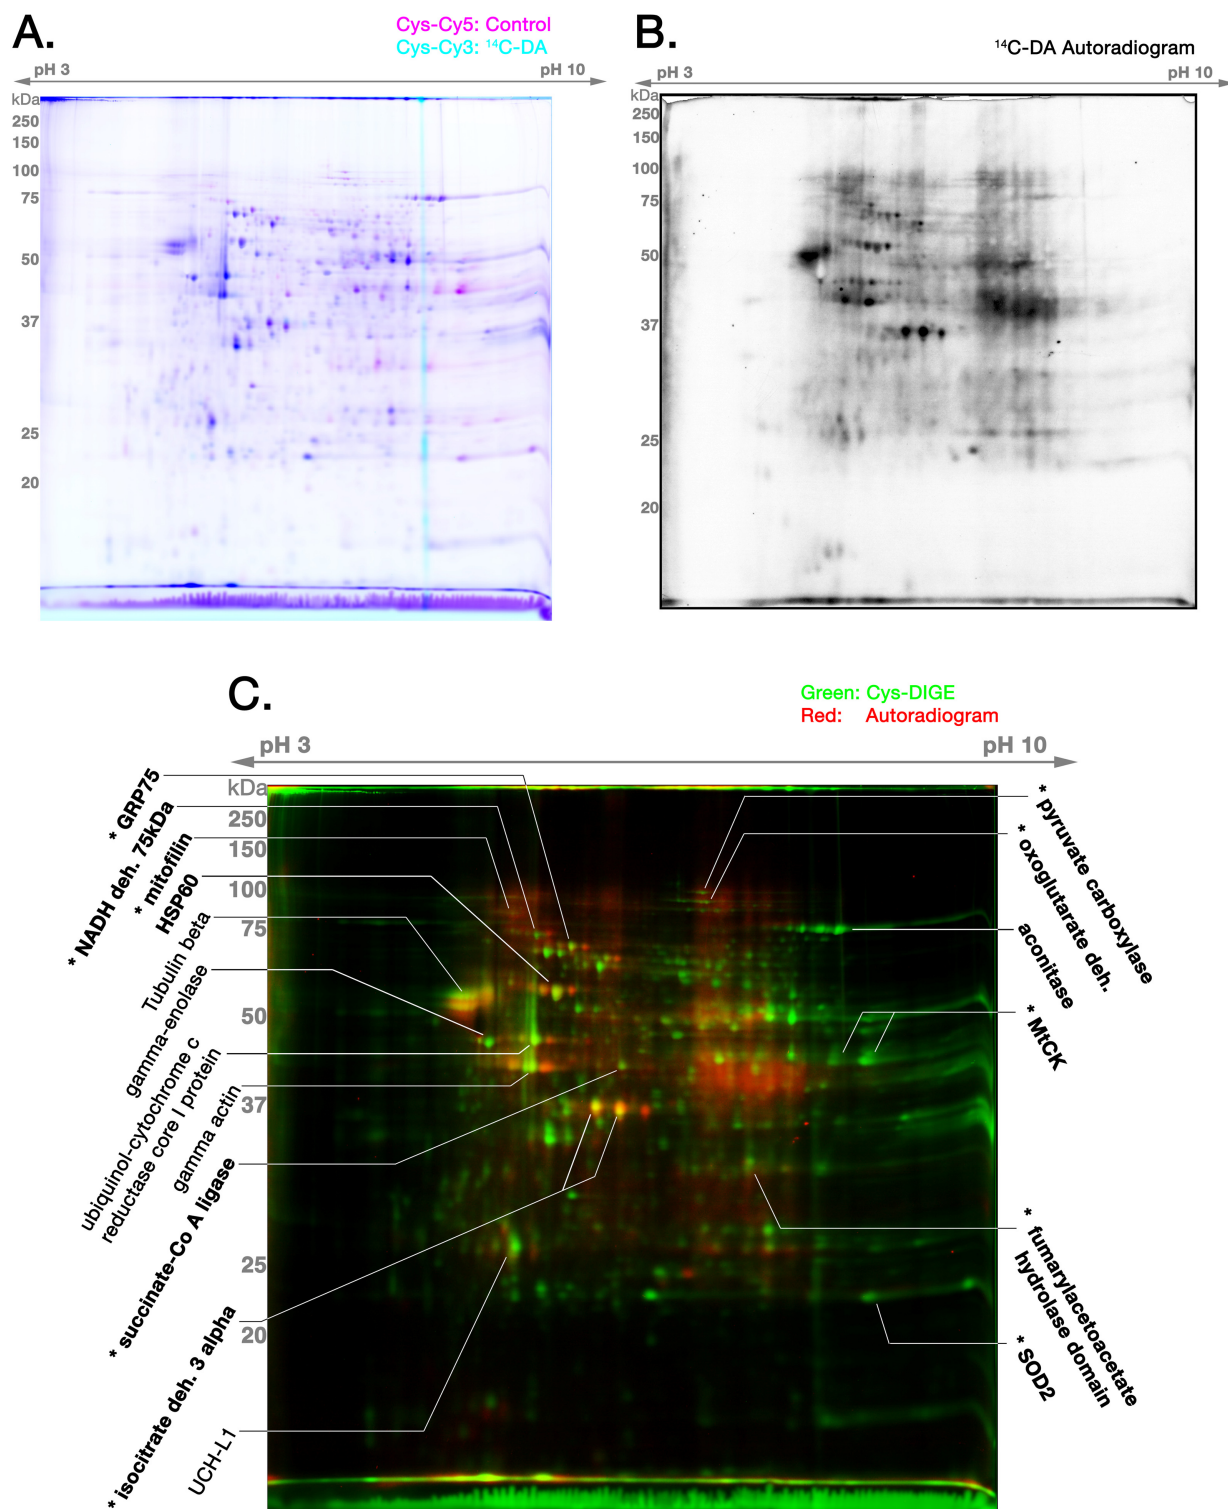 A.
Cys-Cy5: Control
Cys-Cy3: ¹⁴C-DA
pH 3
pH 10
kDa
250
150
100
75
50
37
25
20
B.
¹⁴C-DA Autoradiogram
pH 3
pH 10
kDa
250
150
100
75
50
37
25
20
C.
Green: Cys-DIGE
Red: Autoradiogram
pH 3
pH 10
kDa
250
150
100
75
50
37
25
20
* GRP75
* NADH deh. 75kDa
* mitofilin
HSP60
Tubulin beta
gamma-enolase
ubiquinol-cytochrome c
reductase core I protein
gamma actin
* succinate-Co A ligase
* isocitrate deh. 3 alpha
UCH-L1
* pyruvate carboxylase
* oxoglutarate deh.
aconitase
* MtCK
* fumarylacetoacetate
hydrolase domain
* SOD2